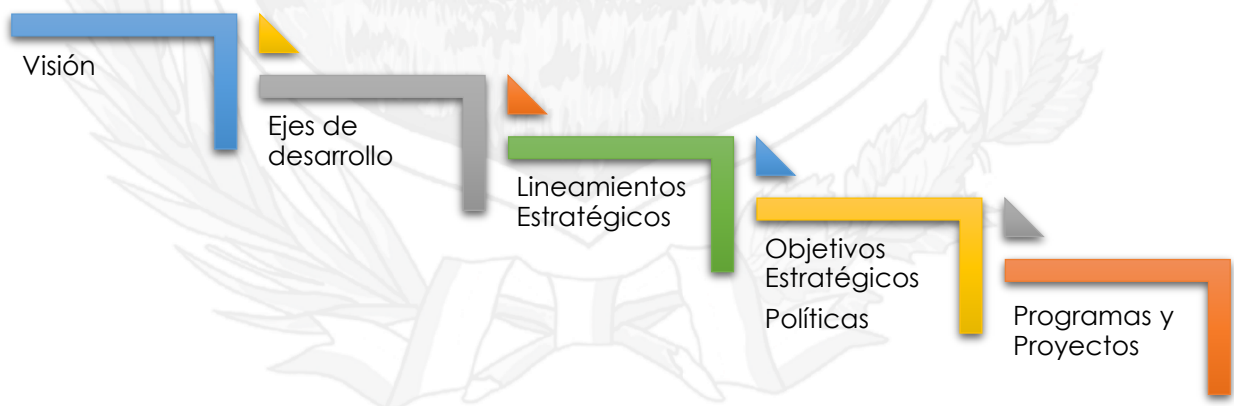 Visión
Ejes de
desarrollo
Lineamientos
Estratégicos
Objetivos
Estratégicos
Políticas
Programas y
Proyectos